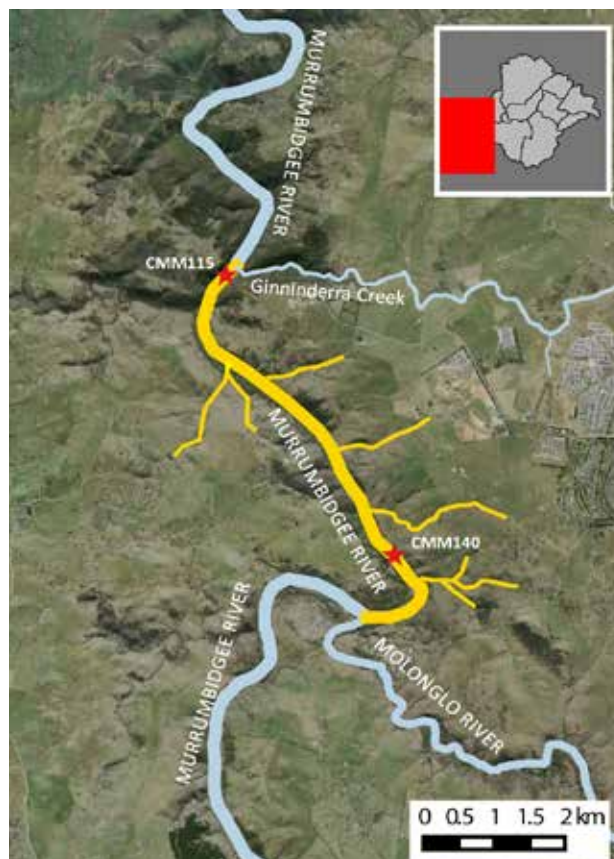 MURRUMBIDGEE RIVER
CMM115
GinnInderra Creek
MURRUMBIDGEE RIVER
CMM140
MURRUMBIDGEE RIVER
MOLONGLO RIVER
0 0.5 1 1.5 2 km